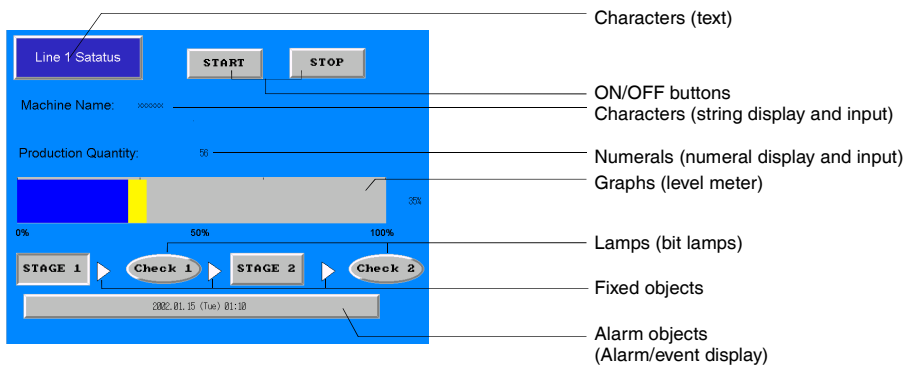 Characters (text)
Line 1 Satatus
START
STOP
ON/OFF buttons
Machine Name: xxxxxx
Characters (string display and input)
Production Quantity: 56
Numerals (numeral display and input)
Graphs (level meter)
35%
0% 50% 100%
Lamps (bit lamps)
STAGE 1
Check 1
STAGE 2
Check 2
Fixed objects
2002.01.15 (Tue) 01:10
Alarm objects
(Alarm/event display)